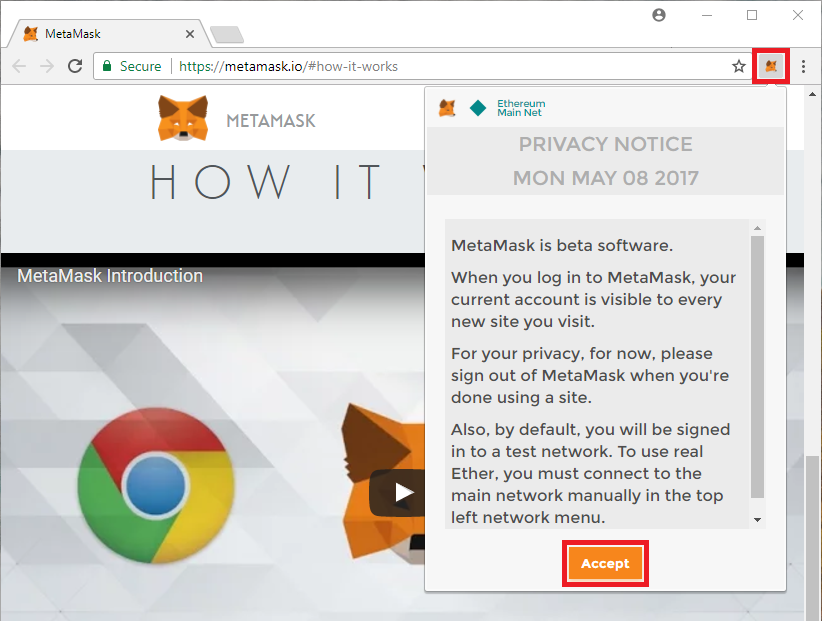 MetaMask
Secure https://metamask.io/#how-it-works
METAMASK
HOW IT
MetaMask Introduction
Ethereum
Main Net
PRIVACY NOTICE
MON MAY 08 2017
MetaMask is beta software.
When you log in to MetaMask, your
current account is visible to every
new site you visit.
For your privacy, for now, please
sign out of MetaMask when you're
done using a site.
Also, by default, you will be signed
in to a test network. To use real
Ether, you must connect to the
main network manually in the top
left network menu.
Accept